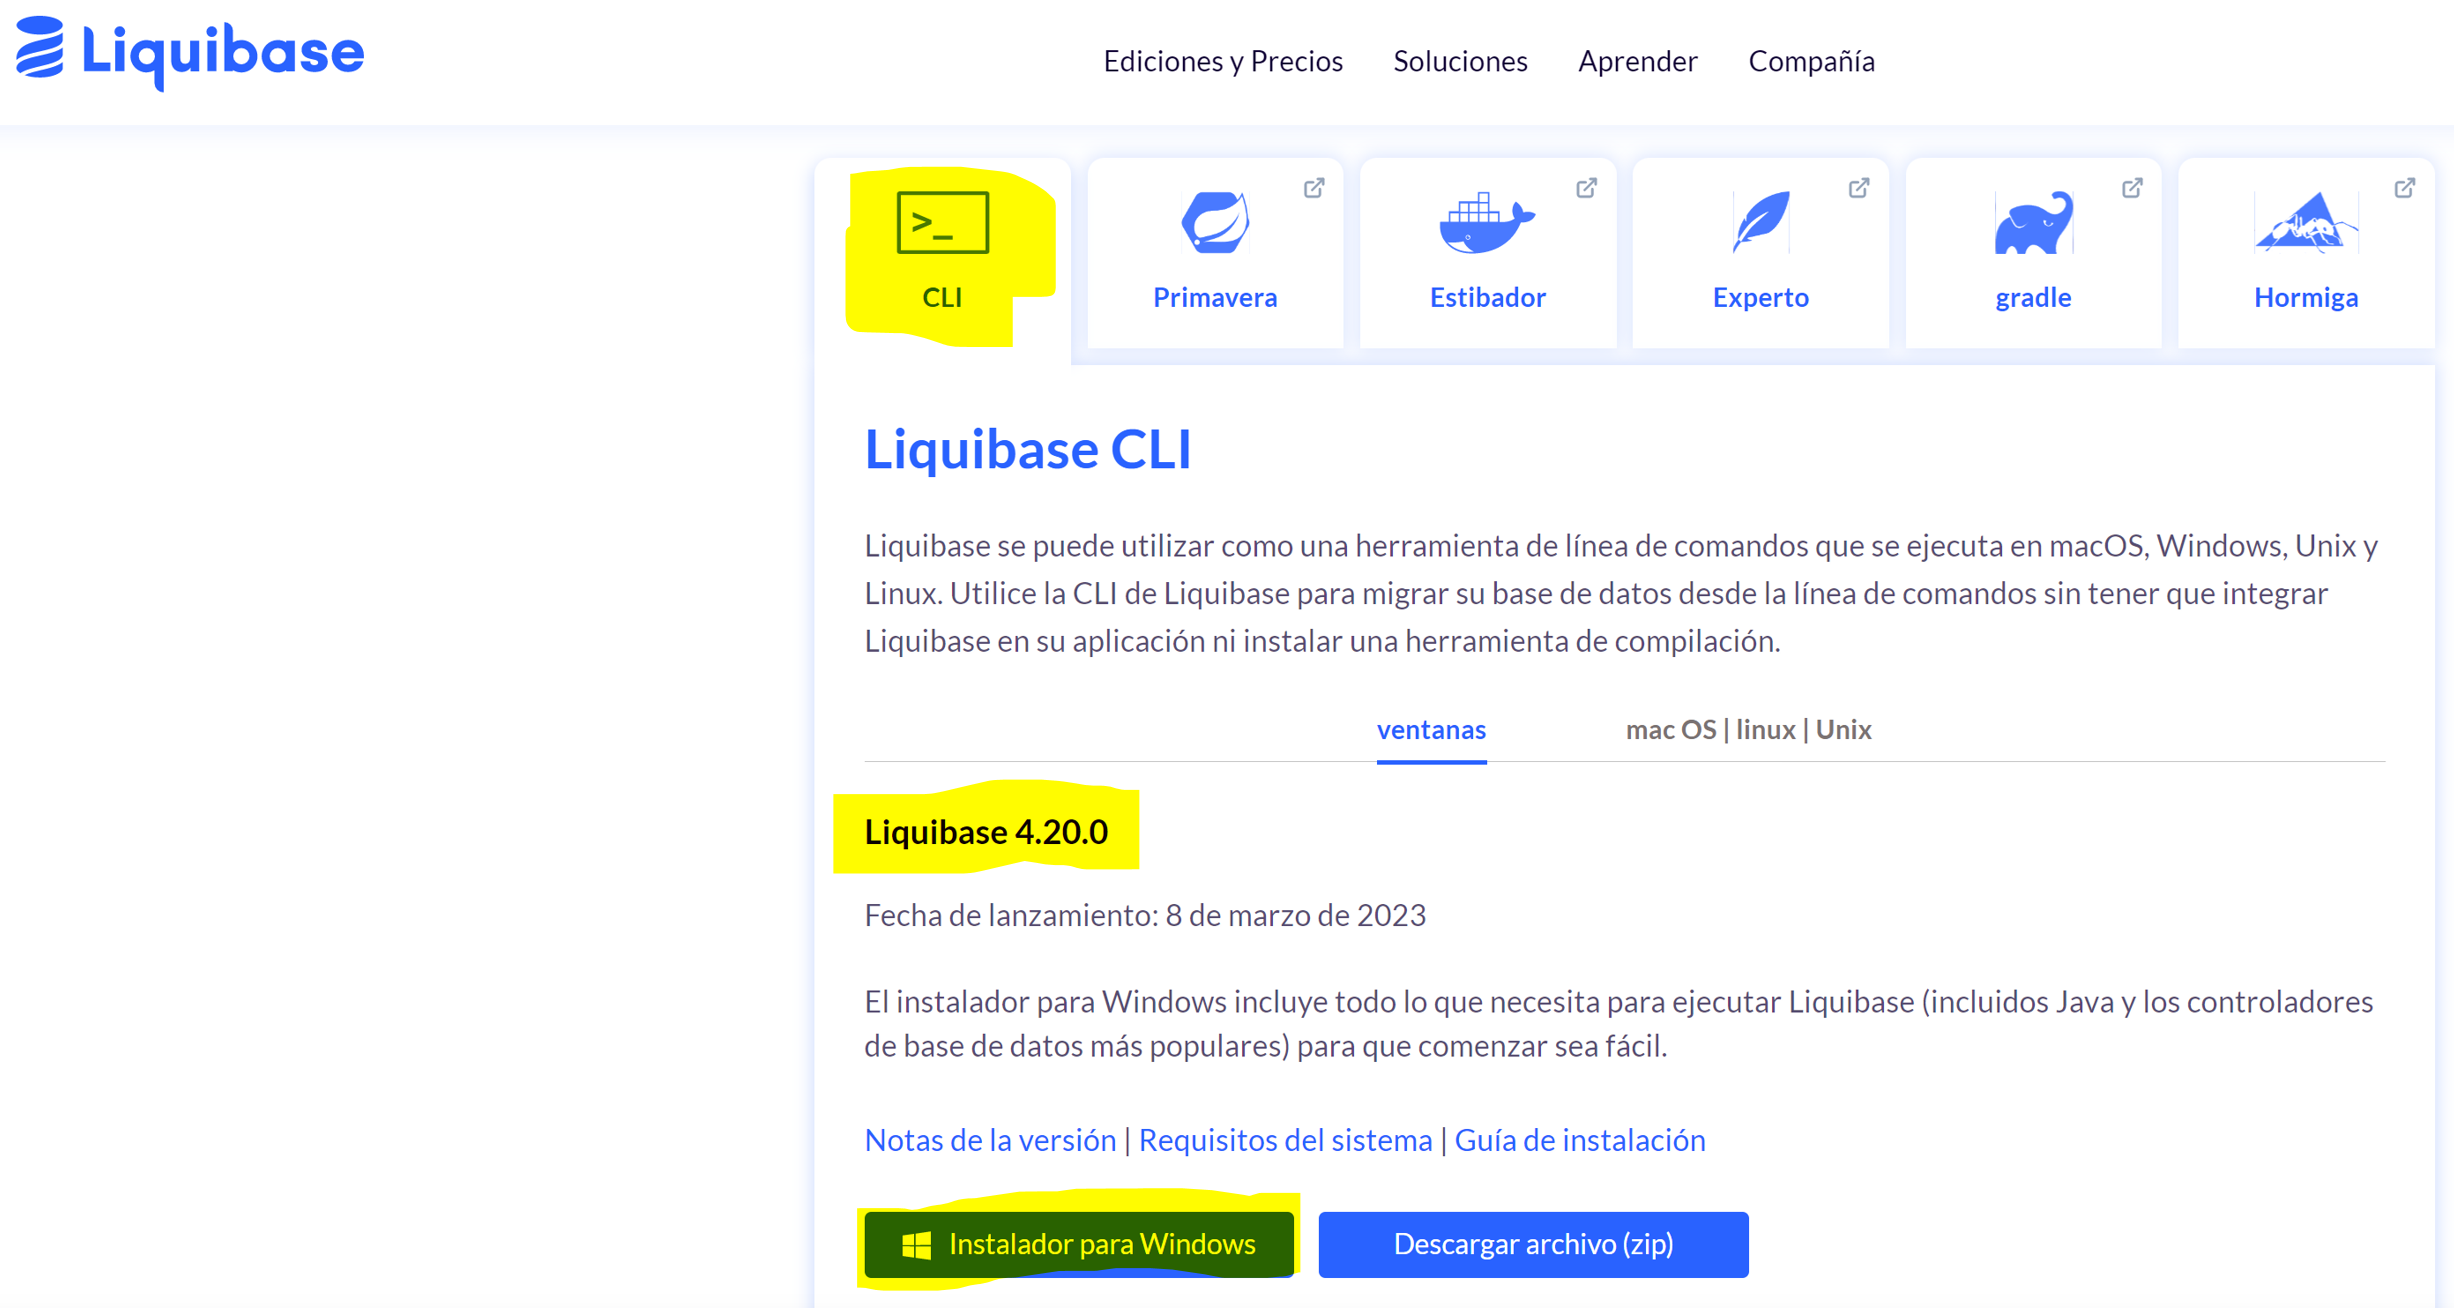 Liquibase
Ediciones y Precios Soluciones Aprender Compañía
>_
CLI Primavera Estibador Experto gradle Hormiga
Liquibase CLI
Liquibase se puede utilizar como una herramienta de línea de comandos que se ejecuta en macOS, Windows, Unix y
Linux. Utilice la CLI de Liquibase para migrar su base de datos desde la línea de comandos sin tener que integrar
Liquibase en su aplicación ni instalar una herramienta de compilación.
ventanas mac OS | linux | Unix
Liquibase 4.20.0
Fecha de lanzamiento: 8 de marzo de 2023
El instalador para Windows incluye todo lo que necesita para ejecutar Liquibase (incluidos Java y los controladores
de base de datos más populares) para que comenzar sea fácil.
Notas de la versión | Requisitos del sistema | Guía de instalación
Instalador para Windows Descargar archivo (zip)